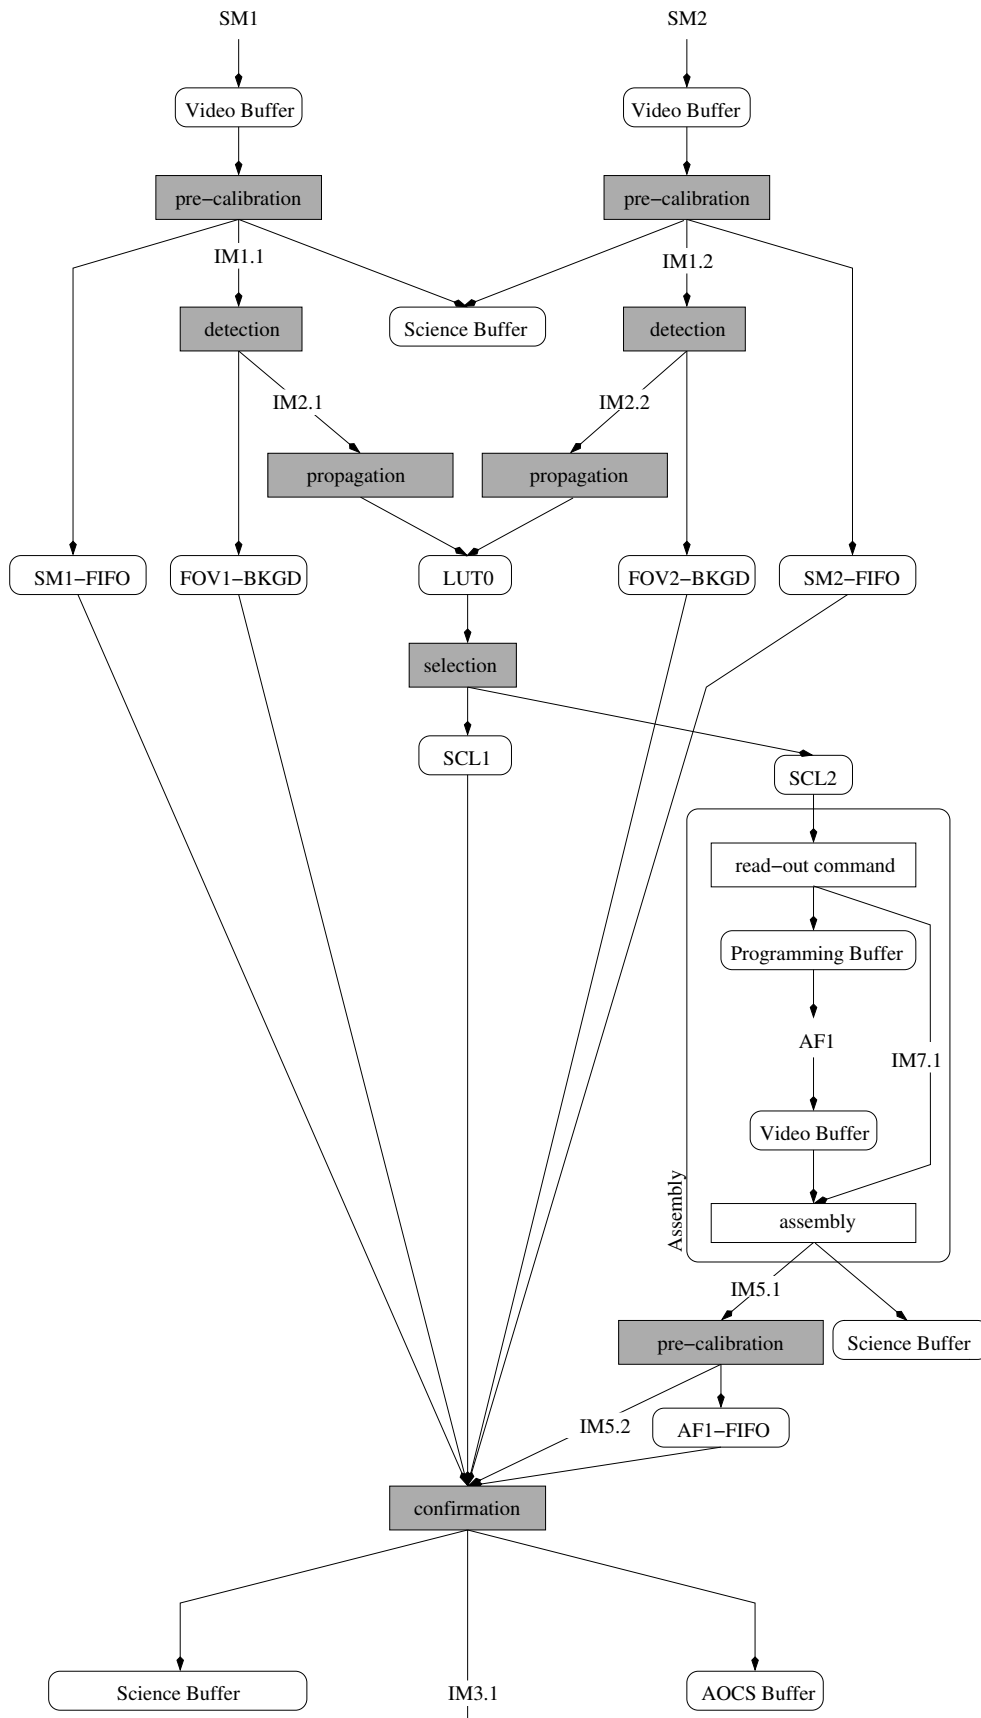 SM1
SM2
Video Buffer
Video Buffer
pre−calibration
pre−calibration
IM1.1
IM1.2
detection
Science Buffer
detection
IM2.1
IM2.2
propagation
propagation
SM1−FIFO
FOV1−BKGD
LUT0
FOV2−BKGD
SM2−FIFO
selection
SCL1
SCL2
read−out command
Programming Buffer
AF1
IM7.1
Video Buffer
Assembly
assembly
IM5.1
pre−calibration
Science Buffer
IM5.2
AF1−FIFO
confirmation
Science Buffer
IM3.1
AOCS Buffer